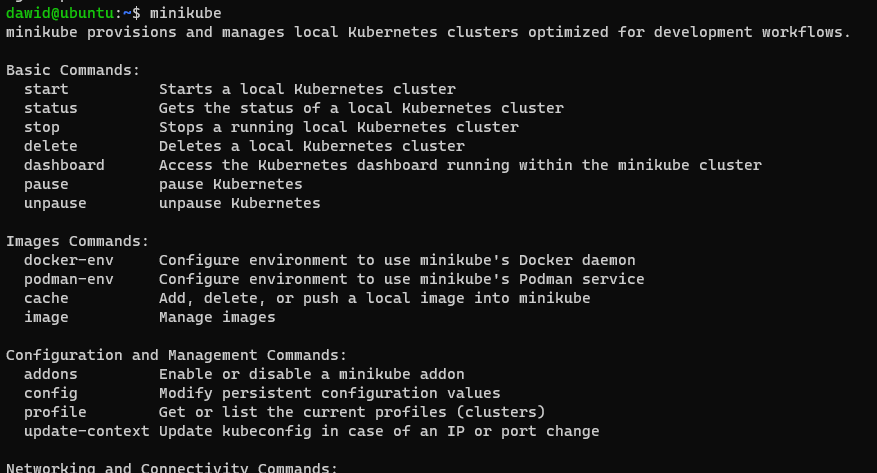 dawid@ubuntu:~$ minikube
minikube provisions and manages local Kubernetes clusters optimized for development workflows.
Basic Commands:
start Starts a local Kubernetes cluster
status Gets the status of a local Kubernetes cluster
stop Stops a running local Kubernetes cluster
delete Deletes a local Kubernetes cluster
dashboard Access the Kubernetes dashboard running within the minikube cluster
pause pause Kubernetes
unpause unpause Kubernetes
Images Commands:
docker-env Configure environment to use minikube's Docker daemon
podman-env Configure environment to use minikube's Podman service
cache Add, delete, or push a local image into minikube
image Manage images
Configuration and Management Commands:
addons Enable or disable a minikube addon
config Modify persistent configuration values
profile Get or list the current profiles (clusters)
update-context Update kubeconfig in case of an IP or port change
Networking and Connectivity Commands: